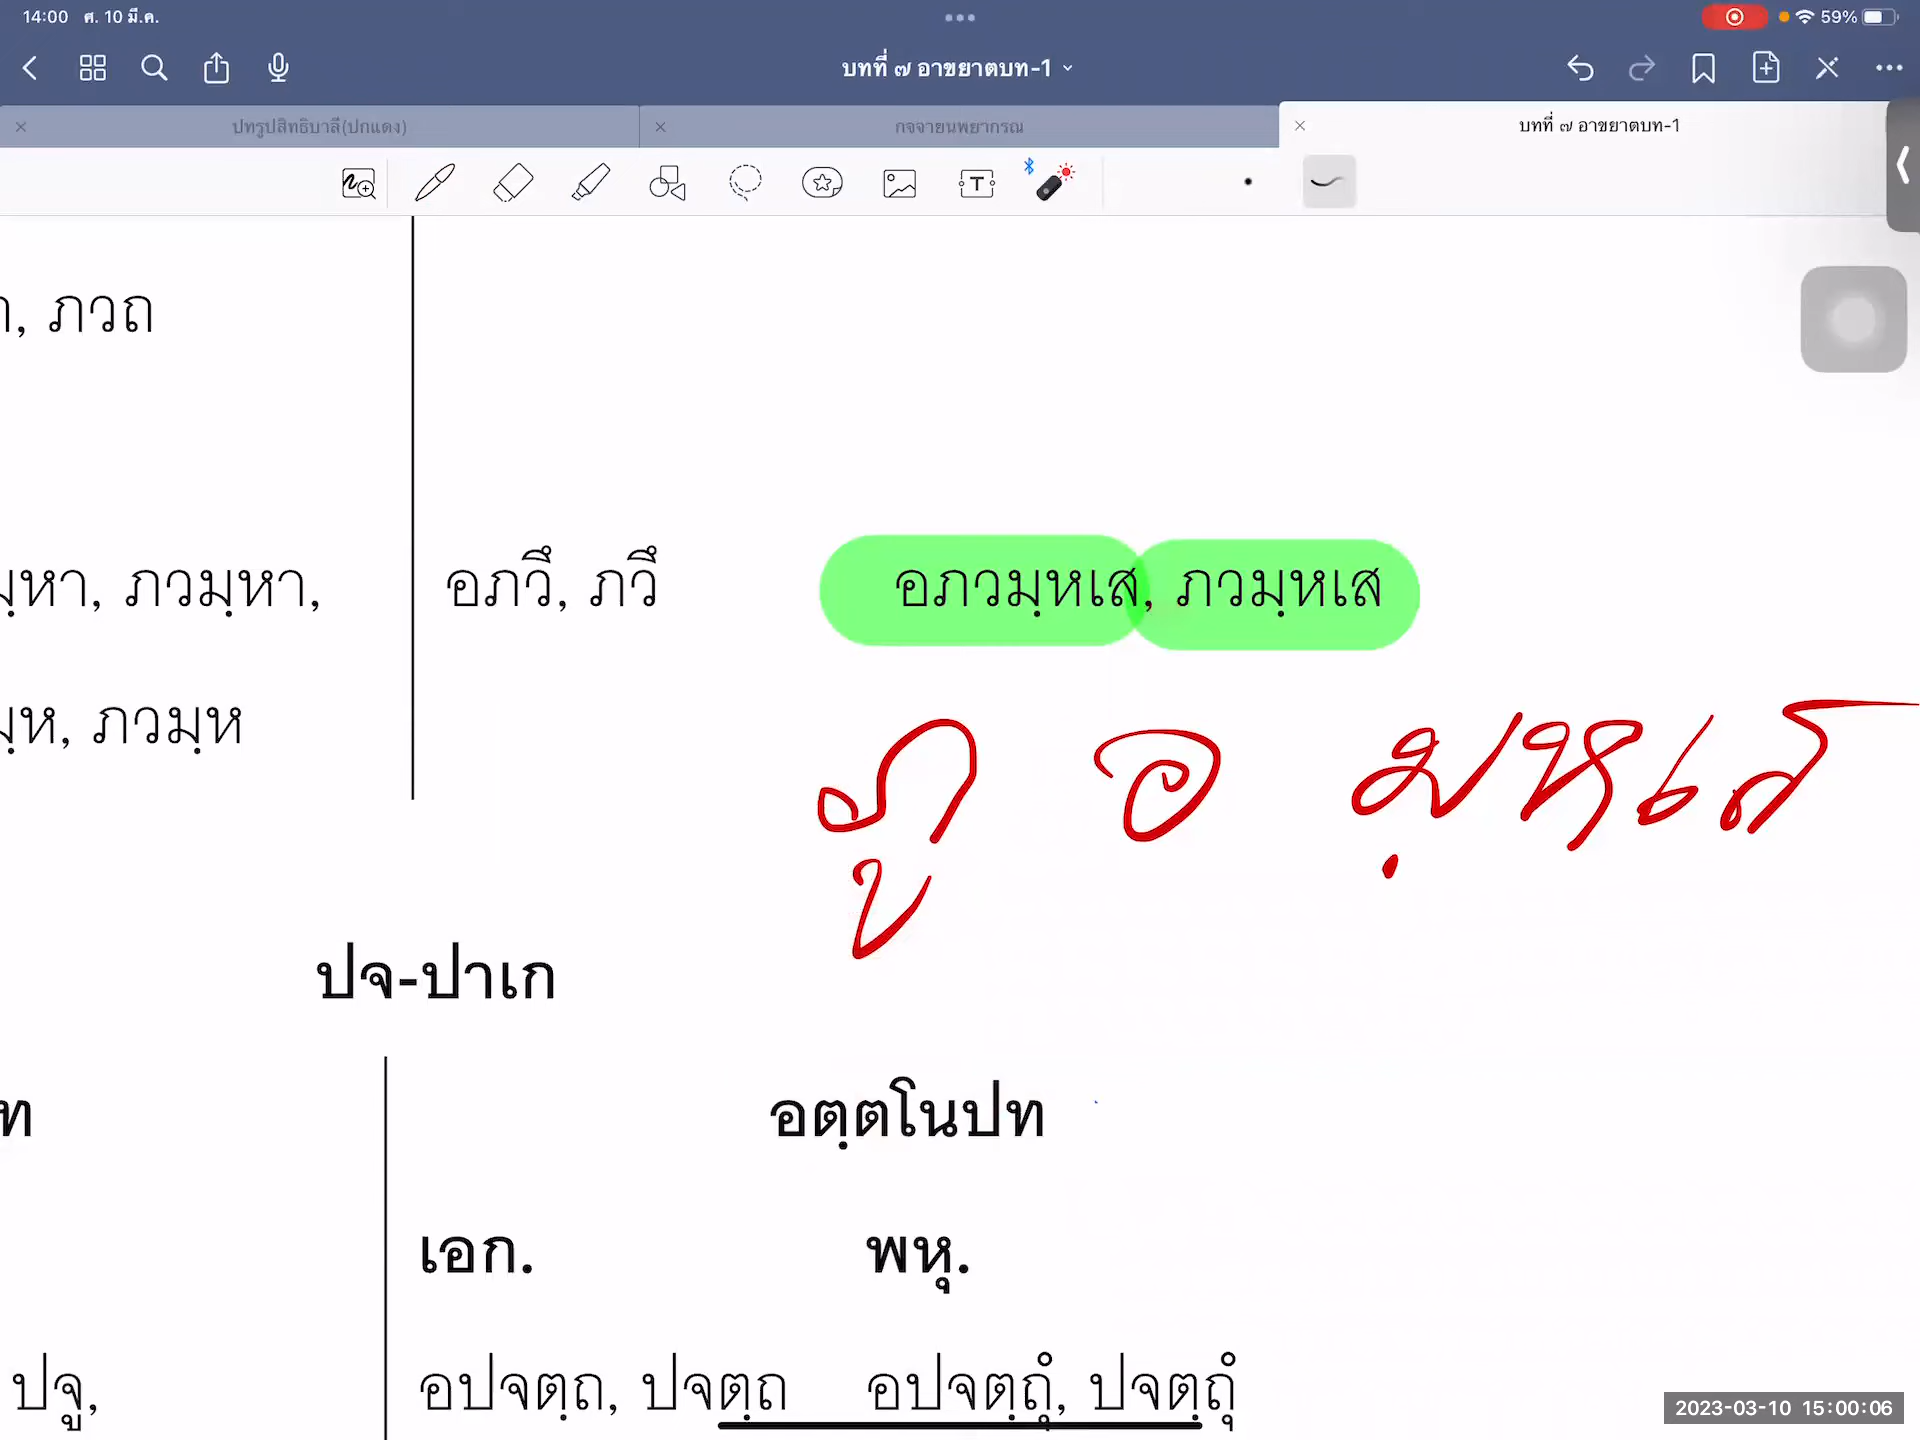 14:00 ศ. 10 มี.ค.
59%
บทที่ ๗ อาขยาตบท-1
ปทรูปสิทธิบาลี(ปกแดง)
กจจายนพยากรณ
บทที่ ๗ อาขยาตบท-1
, ภวถ
มฺหา, ภวมฺหา,
อภวึ, ภวึ
อภวมฺหเส, ภวมฺหเส
มฺห, ภวมฺห
ภู อ มฺหเส
ปจ-ปาเก
ท
อตฺตโนปท
เอก.
พหุ.
ปจู,
อปจตฺถ, ปจตฺถ
อปจตฺถุํ, ปจตฺถุํ
2023-03-10 15:00:06